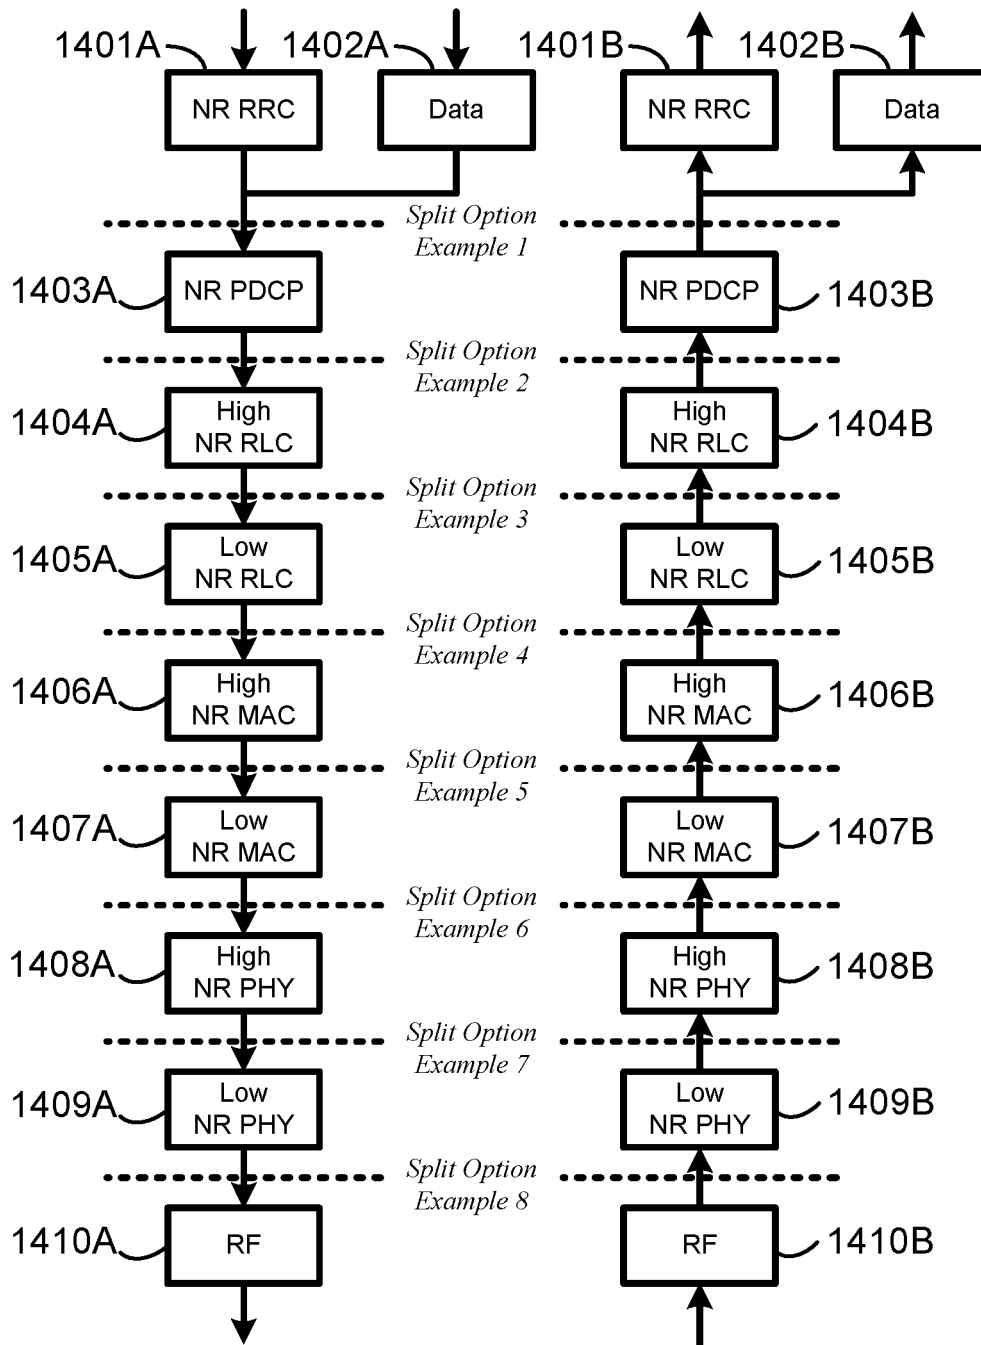 1401A
1402A
1401B
1402B
NR RRC
Data
NR RRC
Data
Split Option
Example 1
1403A
NR PDCP
NR PDCP
1403B
Split Option
Example 2
1404A
High
NR RLC
High
NR RLC
1404B
Split Option
Example 3
1405A
Low
NR RLC
Low
NR RLC
1405B
Split Option
Example 4
1406A
High
NR MAC
High
NR MAC
1406B
Split Option
Example 5
1407A
Low
NR MAC
Low
NR MAC
1407B
Split Option
Example 6
1408A
High
NR PHY
High
NR PHY
1408B
Split Option
Example 7
1409A
Low
NR PHY
Low
NR PHY
1409B
Split Option
Example 8
1410A
RF
RF
1410B